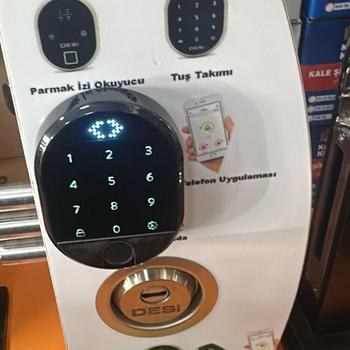 DESi
DESi
Parmak İzi Okuyucu
Tuş Takımı
KALE
1 2 3
4 5 6
7 8 9
0
Telefon Uygulaması
DESi